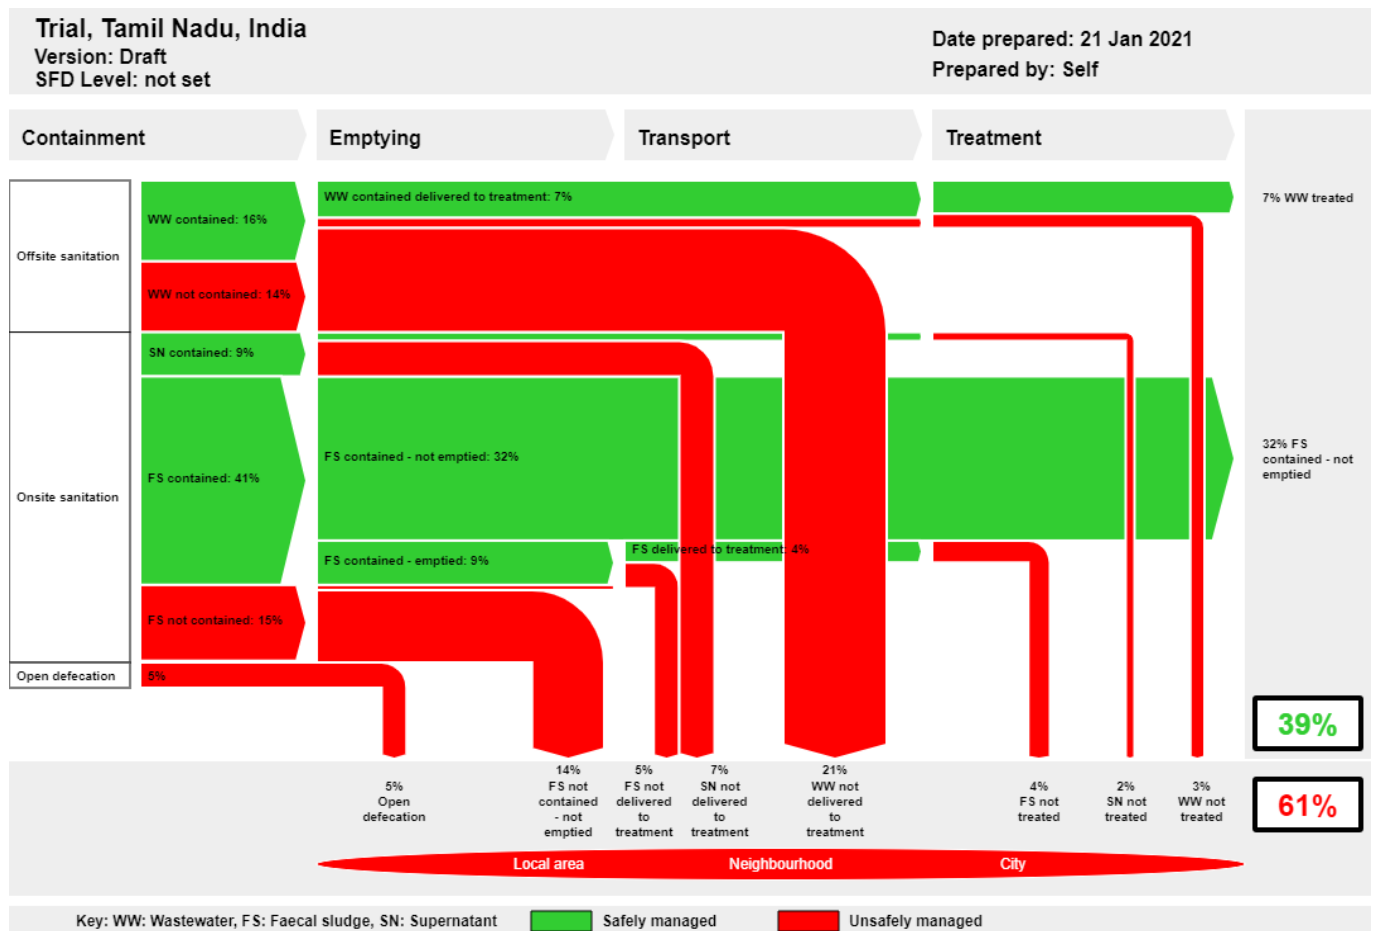 Trial, Tamil Nadu, India
Version: Draft
SFD Level: not set
Date prepared: 21 Jan 2021
Prepared by: Self
Containment
Emptying
Transport
Treatment
Offsite sanitation
WW contained: 16%
WW not contained: 14%
WW contained delivered to treatment: 7%
7% WW treated
Onsite sanitation
SN contained: 9%
FS contained: 41%
FS not contained: 15%
FS contained - not emptied: 32%
FS contained - emptied: 9%
FS delivered to treatment: 4%
32% FS
contained - not
emptied
Open defecation
5%
39%
5%
Open
defecation
14%
FS not
contained
- not
emptied
5%
FS not
delivered
to
treatment
7%
SN not
delivered
to
treatment
21%
WW not
delivered
to
treatment
4%
FS not
treated
2%
SN not
treated
3%
WW not
treated
61%
Local area
Neighbourhood
City
Key: WW: Wastewater, FS: Faecal sludge, SN: Supernatant
Safely managed
Unsafely managed